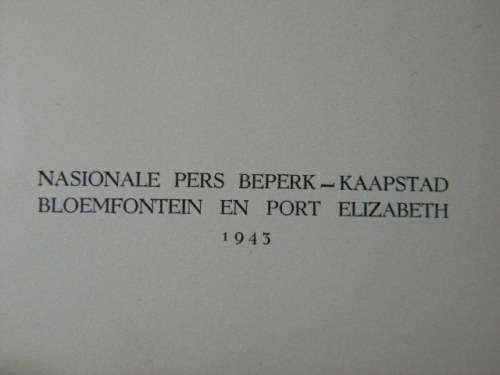 NASIONALE PERS BEPERK — KAAPSTAD
BLOEMFONTEIN EN PORT ELIZABETH
1943